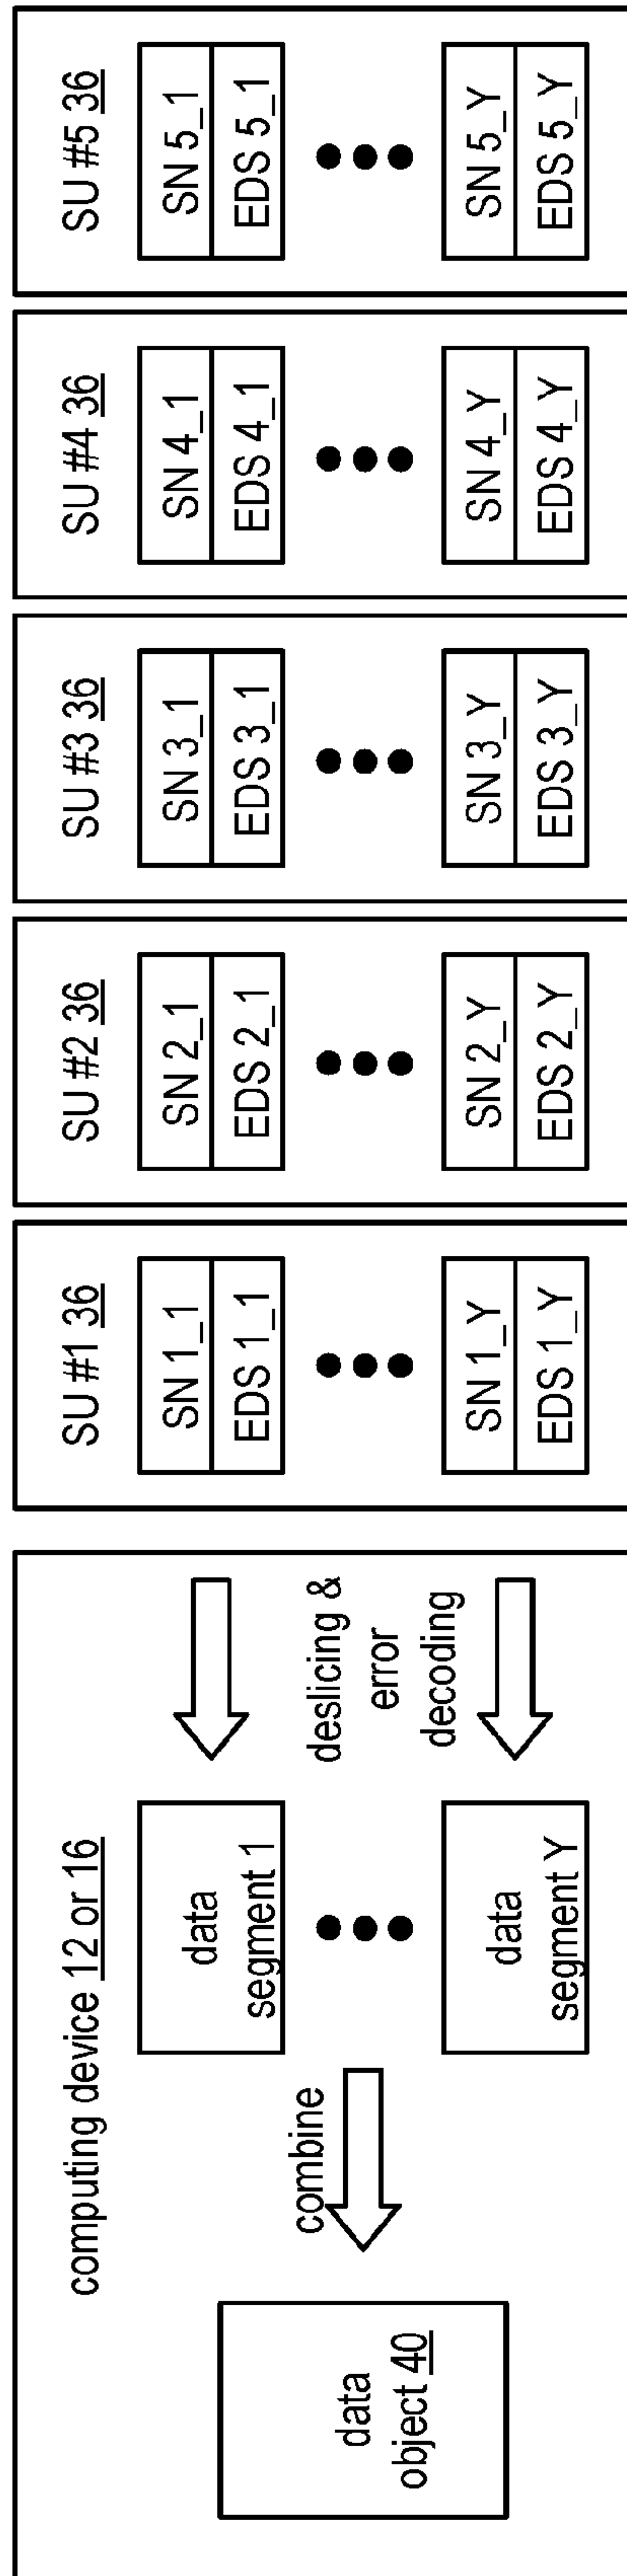 computing device 12 or 16
data
object 40
combine
data
segment 1
data
segment Y
deslicing &
error
decoding
SU #1 36
SN 1_1
EDS 1_1
SN 1_Y
EDS 1_Y
SU #2 36
SN 2_1
EDS 2_1
SN 2_Y
EDS 2_Y
SU #3 36
SN 3_1
EDS 3_1
SN 3_Y
EDS 3_Y
SU #4 36
SN 4_1
EDS 4_1
SN 4_Y
EDS 4_Y
SU #5 36
SN 5_1
EDS 5_1
SN 5_Y
EDS 5_Y